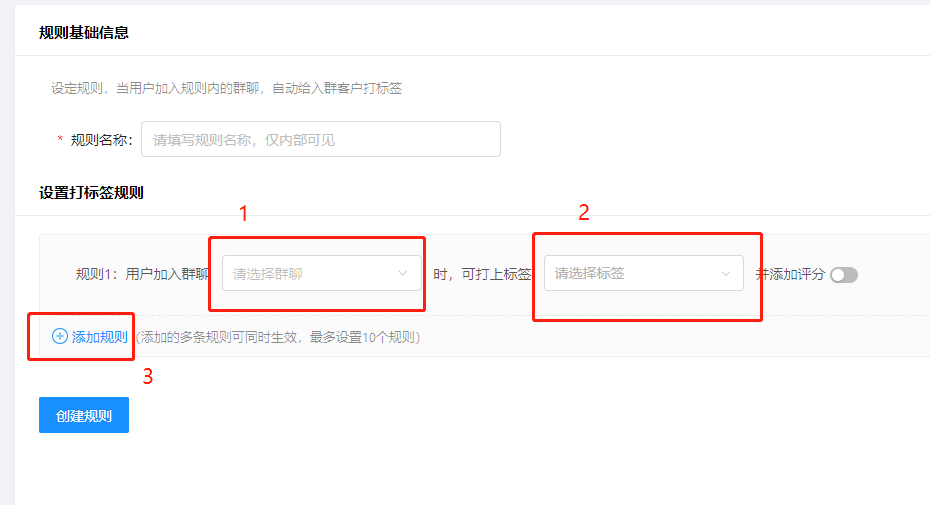 规则基础信息
设定规则，当用户加入规则内的群聊，自动给入群客户打标签
* 规则名称： 请填写规则名称，仅内部可见
设置打标签规则
1 2
规则1：用户加入群聊 请选择群聊 时，可打上标签 请选择标签 并添加评分
添加规则 (添加的多条规则可同时生效，最多设置10个规则)
3
创建规则